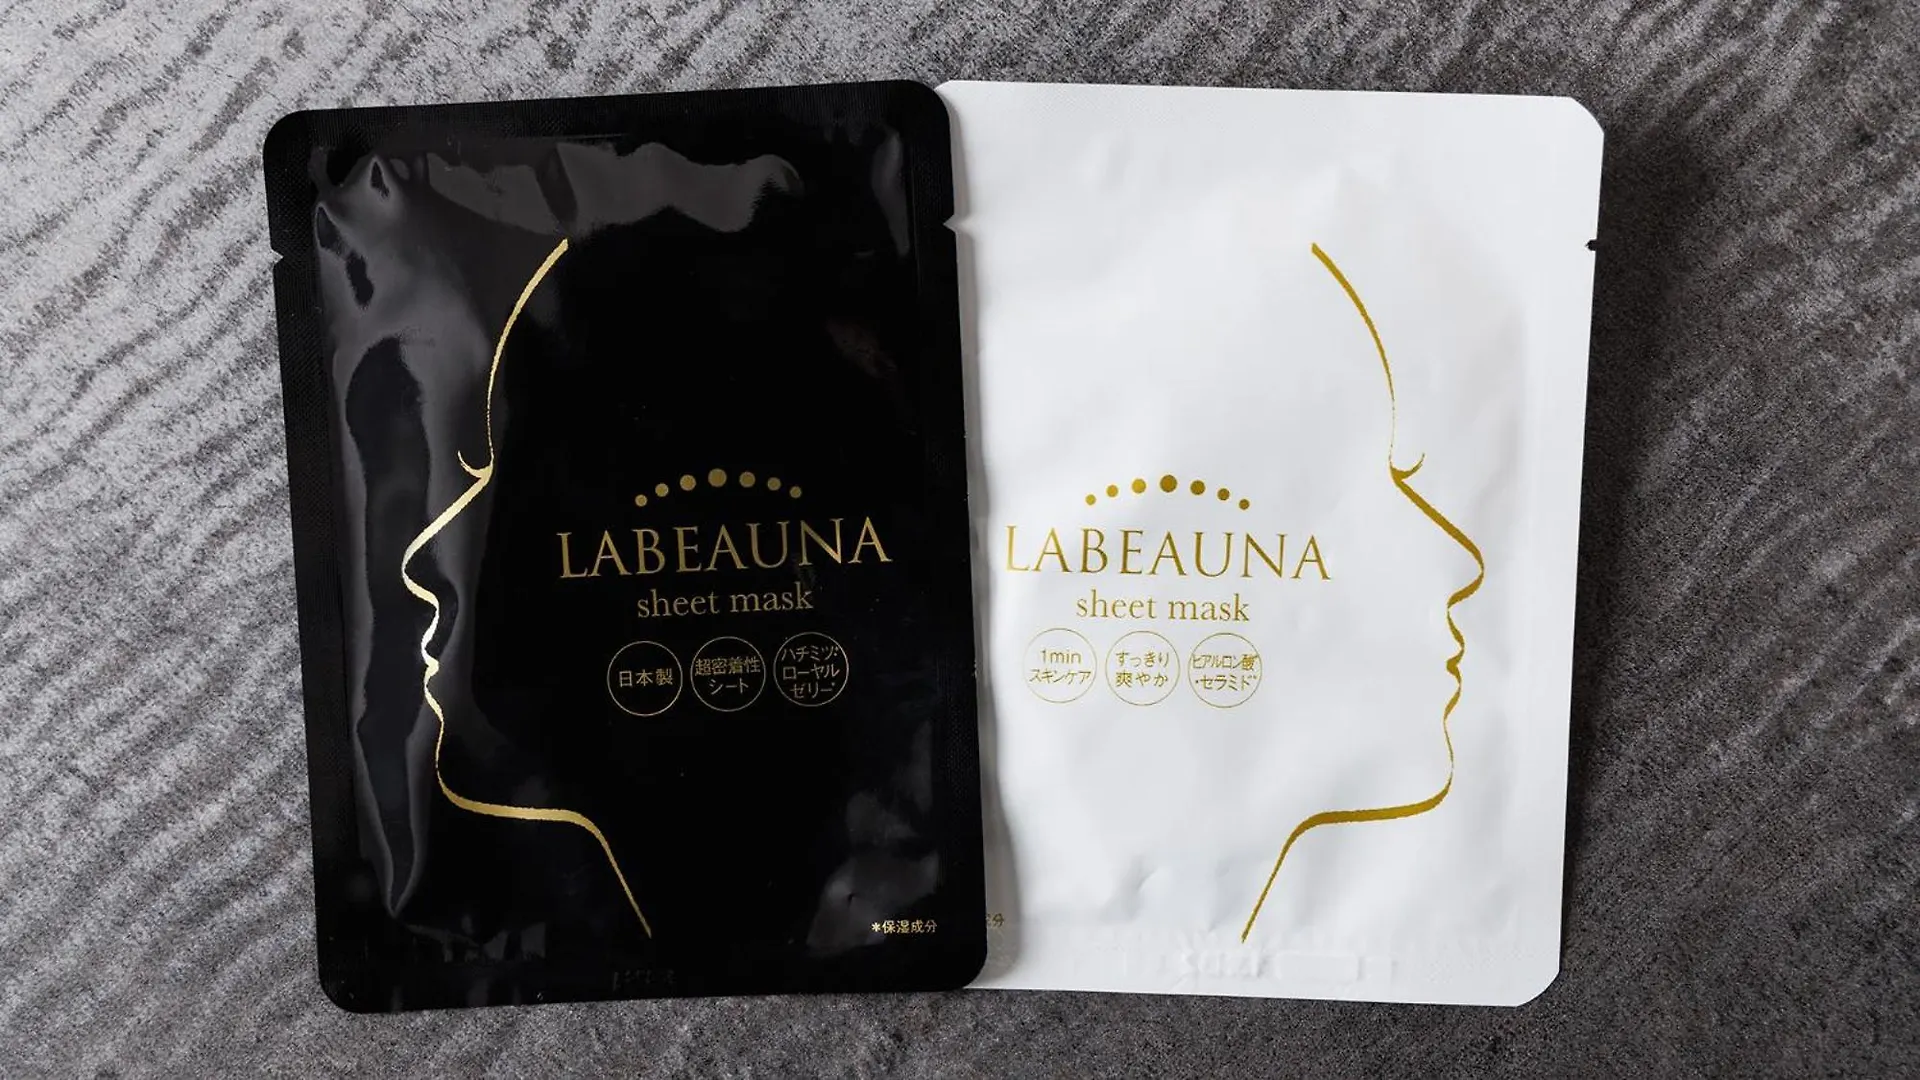 LABEAUNA
sheet mask
日本製
超密着性
シート
ハチミツ・
ローヤル
ゼリー*
*保湿成分
LABEAUNA
sheet mask
1min
スキンケア
すっきり
爽やか
ヒアルロン酸*
・セラミド*
分